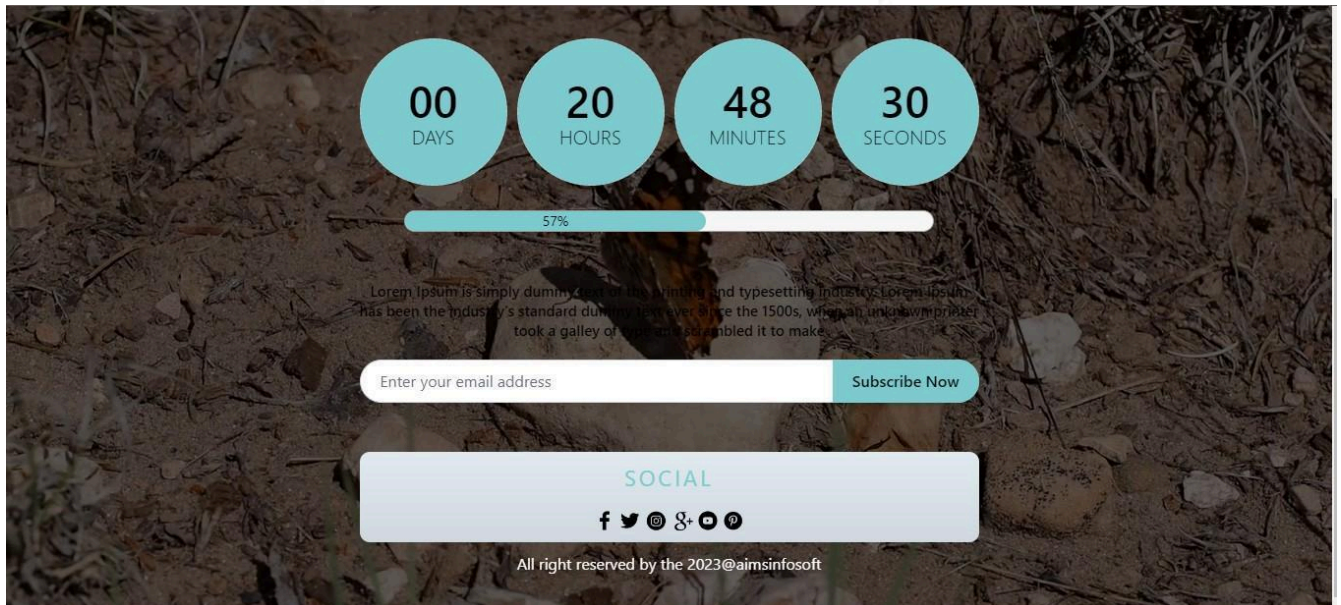 00 20 48 30
DAYS HOURS MINUTES SECONDS
57%
Lorem Ipsum is simply dummy text of the printing and typesetting industry. Lorem Ipsum
has been the industry's standard dummy text ever since the 1500s, when an unknown printer
took a galley of type and scrambled it to make.
Enter your email address Subscribe Now
SOCIAL
All right reserved by the 2023@aimsinfosoft